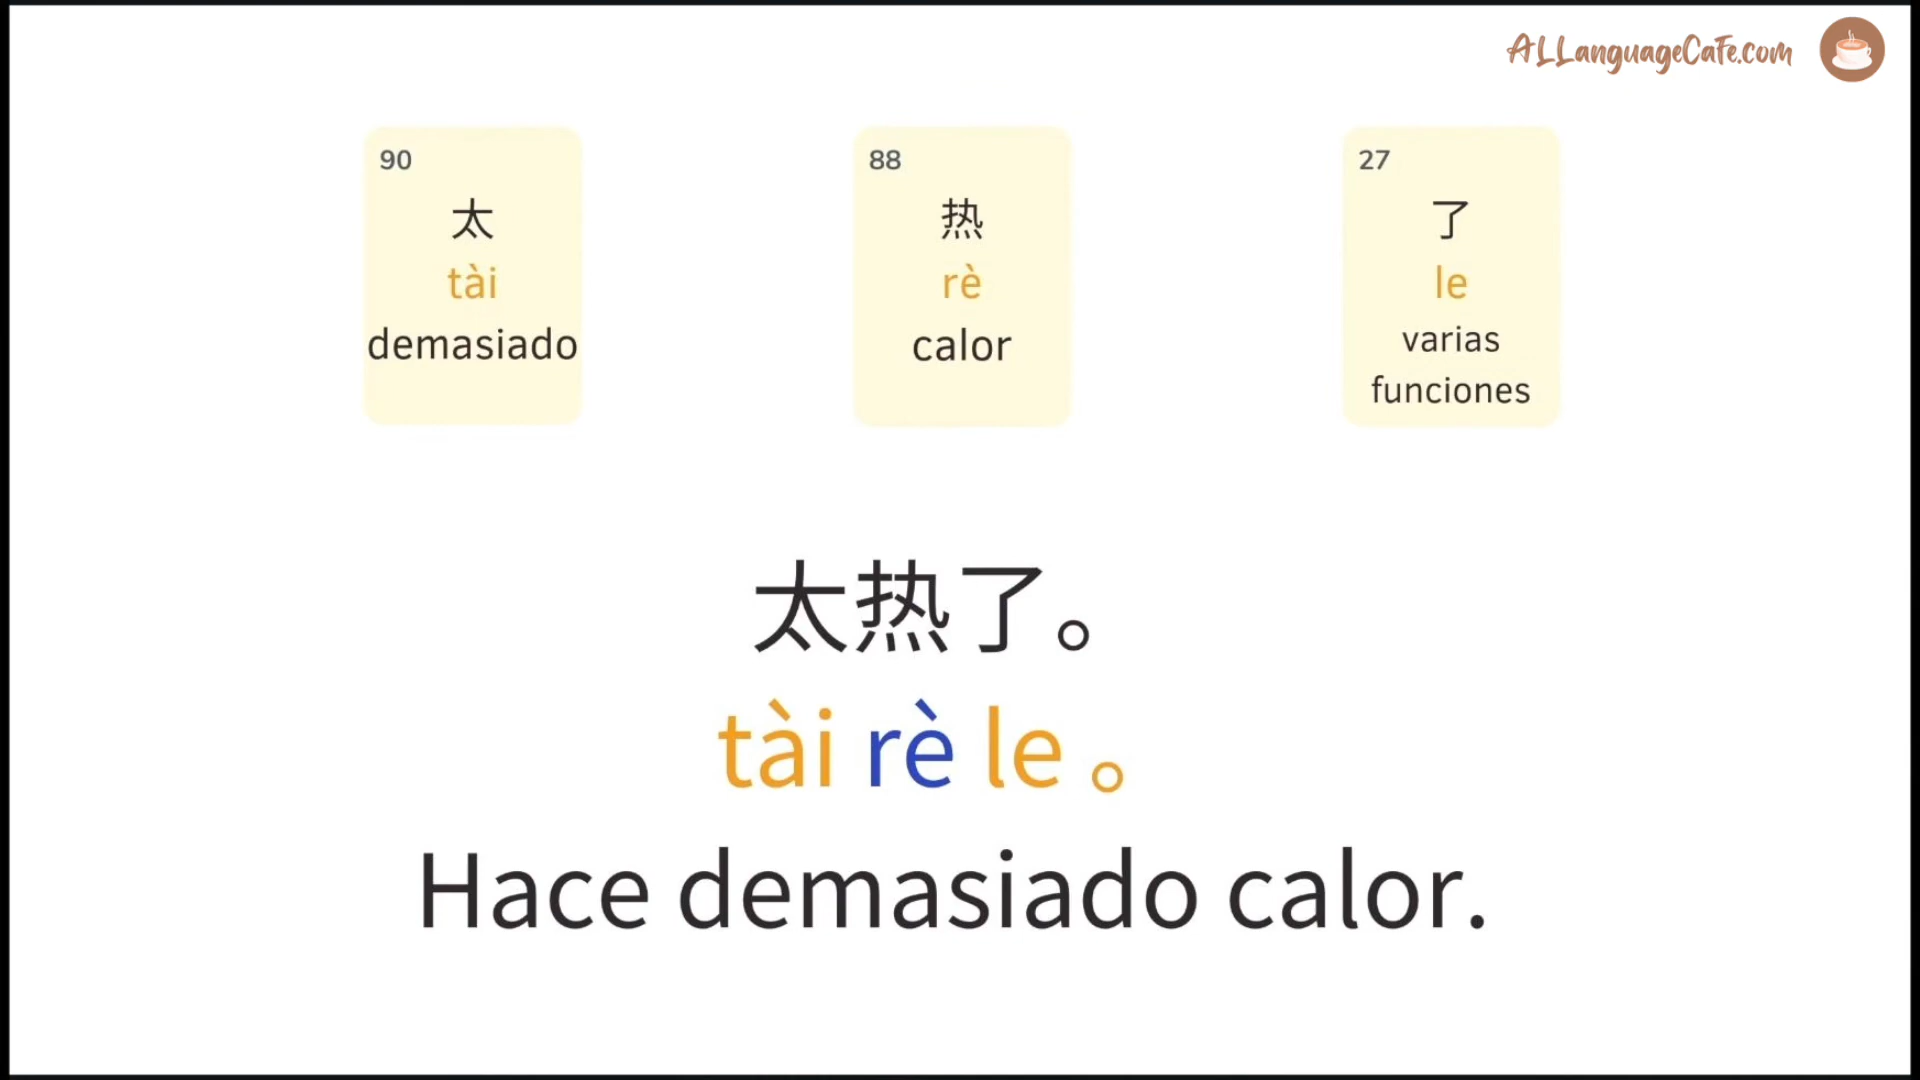 ALLanguageCafe.com
90
太
tài
demasiado
88
热
rè
calor
27
了
le
varias
funciones
太热了。
tài rè le 。
Hace demasiado calor.